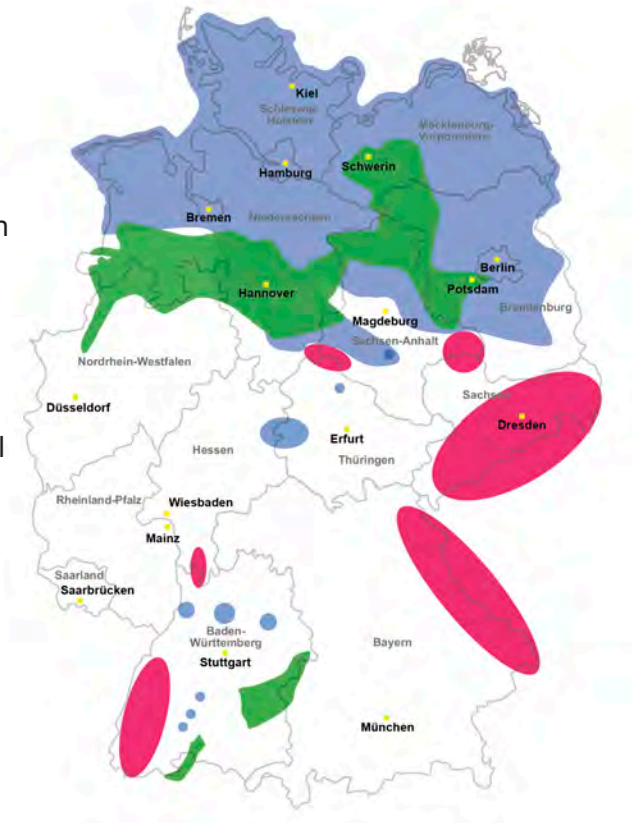 Kiel
Schleswig-
Holstein
Mecklenburg-
Vorpommern
Schwerin
Hamburg
Bremen
Niedersachsen
n
Berlin
Hannover
Potsdam
Brandenburg
Magdeburg
Sachsen-Anhalt
Nordrhein-Westfalen
Sachsen
Düsseldorf
Dresden
Erfurt
l
Hessen
Thüringen
Rheinland-Pfalz
Wiesbaden
Mainz
Saarland
Saarbrücken
Baden-
Württemberg
Bayern
Stuttgart
München